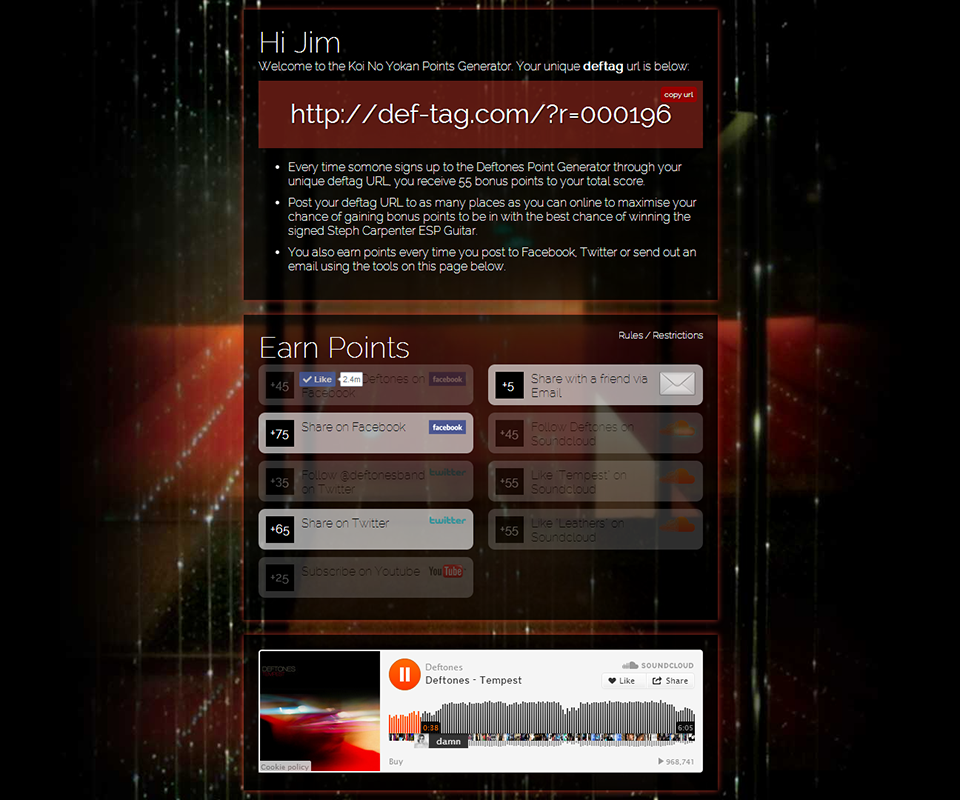 Hi Jim
Welcome to the Koi No Yokan Points Generator. Your unique deftag url is below:
copy url
http://def-tag.com/?r=000196
Every time somone signs up to the Deftones Point Generator through your
unique deftag URL, you receive 55 bonus points to your total score.
Post your deftag URL to as many places as you can online to maximise your
chance of gaining bonus points to be in with the best chance of winning the
signed Steph Carpenter ESP Guitar.
You also earn points every time you post to Facebook, Twitter or send out an
email using the tools on this page below.
Earn Points
Rules / Restrictions
+45 Like 2.4m Deftones on facebook
Facebook
+75 Share on Facebook facebook
+35 Follow @deftonesband twitter
on Twitter
+65 Share on Twitter twitter
+25 Subscribe on Youtube YouTube
+5 Share with a friend via
Email
+45 Follow Deftones on
Soundcloud
+55 Like 'Tempest' on
Soundcloud
+55 Like 'Leathers' on
Soundcloud
DEFTONES
Cookie policy
Deftones
Deftones - Tempest
SOUNDCLOUD
Like Share
0:38
6:05
damn
Buy
968,741